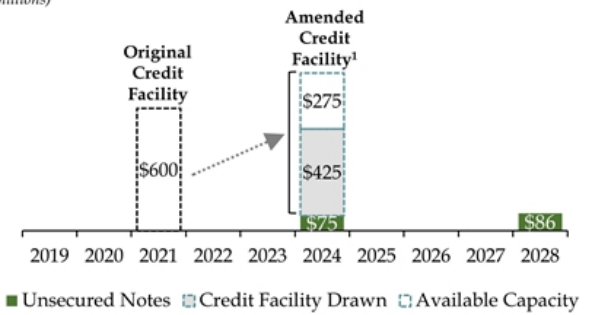 millions)
Amended
Credit
Facility¹
Original
Credit
Facility
$275
$600
$425
$75
$86
2019 2020 2021 2022 2023 2024 2025 2026 2027 2028
Unsecured Notes Credit Facility Drawn Available Capacity